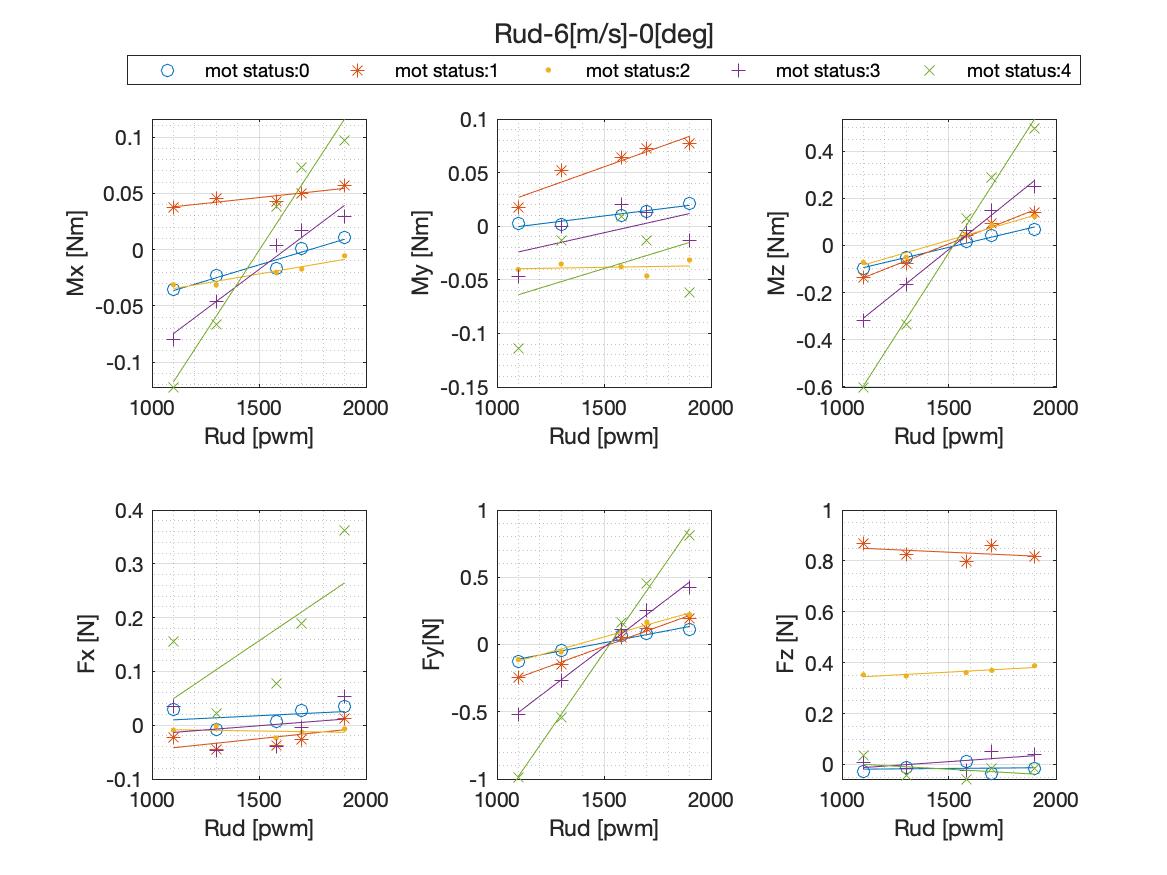 Rud-6[m/s]-0[deg]
mot status:0 mot status:1 mot status:2 mot status:3 mot status:4
0.1
0.05
0
-0.05
-0.1
Mx [Nm]
1000 1500 2000
Rud [pwm]
0.1
0.05
0
-0.05
-0.1
-0.15
My [Nm]
1000 1500 2000
Rud [pwm]
0.4
0.2
0
-0.2
-0.4
-0.6
Mz [Nm]
1000 1500 2000
Rud [pwm]
0.4
0.3
0.2
0.1
0
-0.1
Fx [N]
1000 1500 2000
Rud [pwm]
1
0.5
0
-0.5
-1
Fy[N]
1000 1500 2000
Rud [pwm]
1
0.8
0.6
0.4
0.2
0
Fz [N]
1000 1500 2000
Rud [pwm]